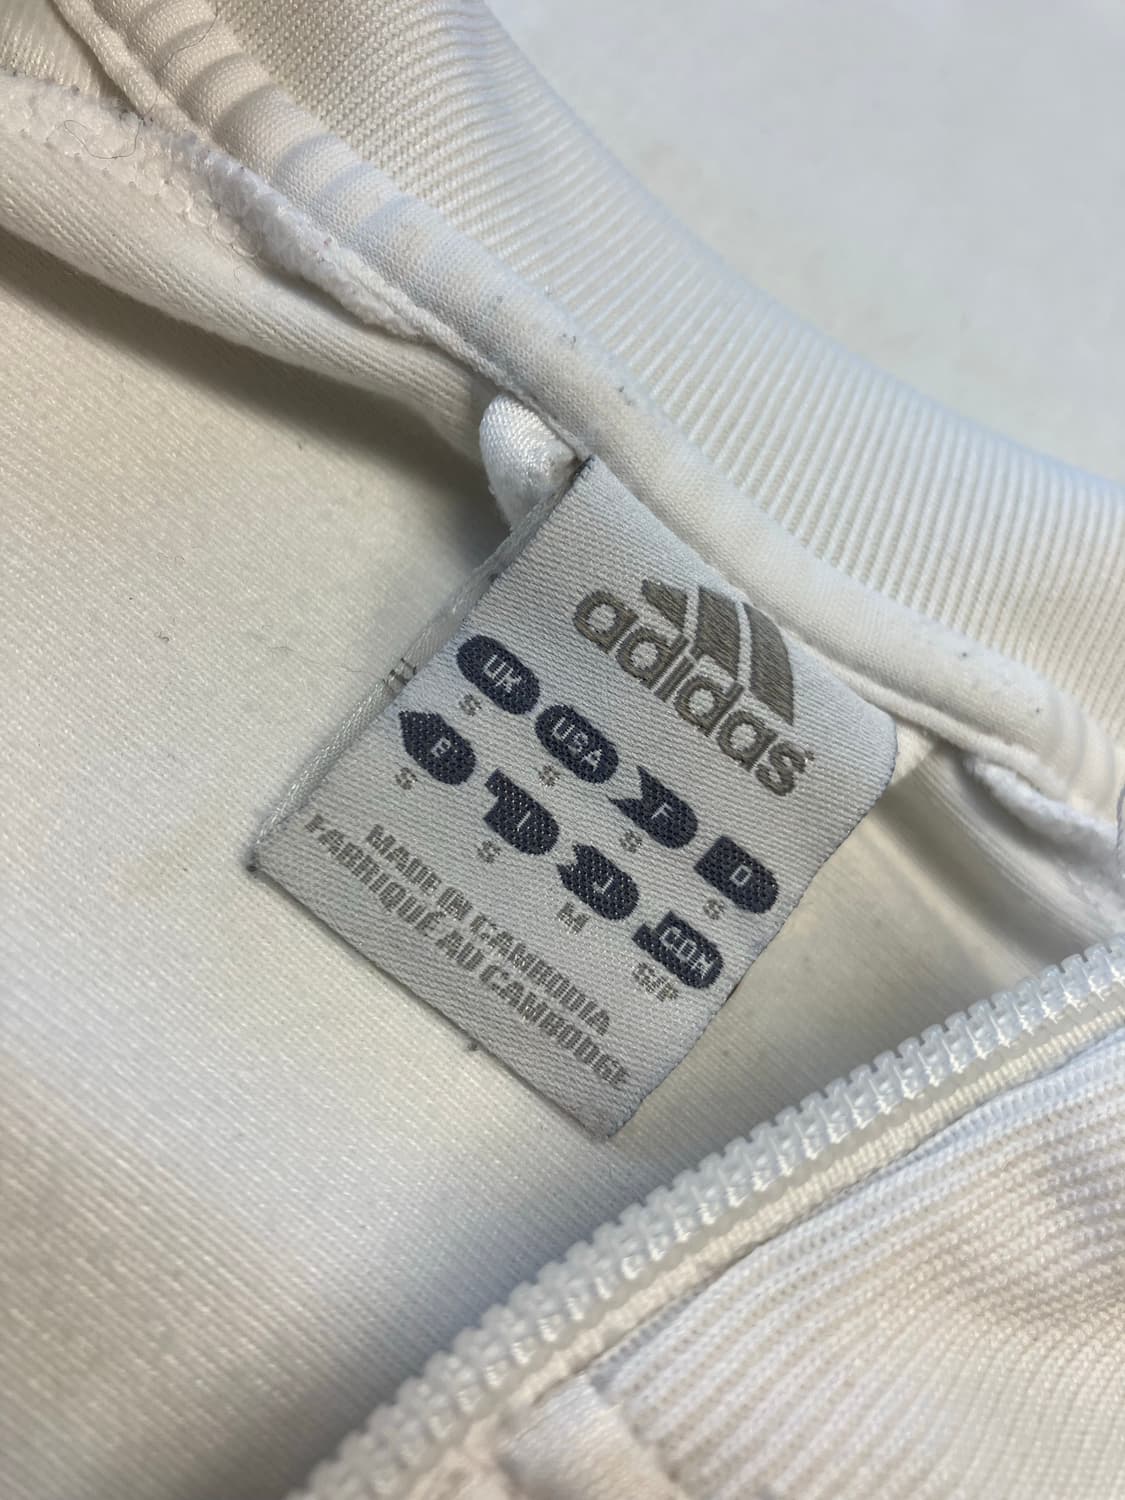 adidas
UK USA F D
S S S S
E I J CDN
S S M S/P
MADE IN CAMBODIA
FABRIQUÉ AU CAMBODGE